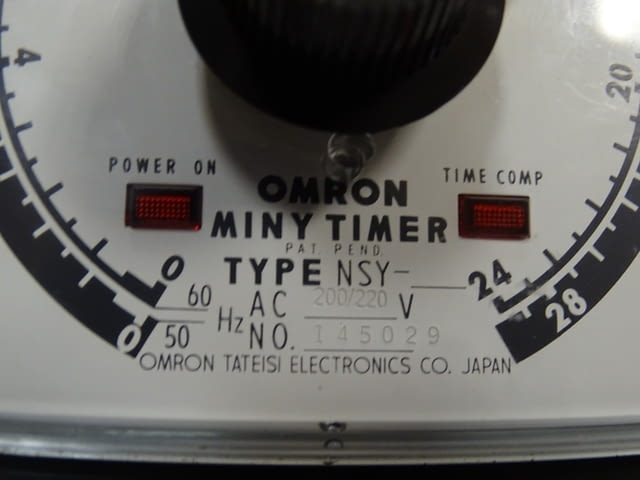 4
20
POWER ON
TIME COMP
OMRON
MINY TIMER
PAT. PEND.
TYPE NSY-
0
24
60
AC 200/220 V
28
0
50
Hz
NO. 145029
OMRON TATEISI ELECTRONICS CO. JAPAN